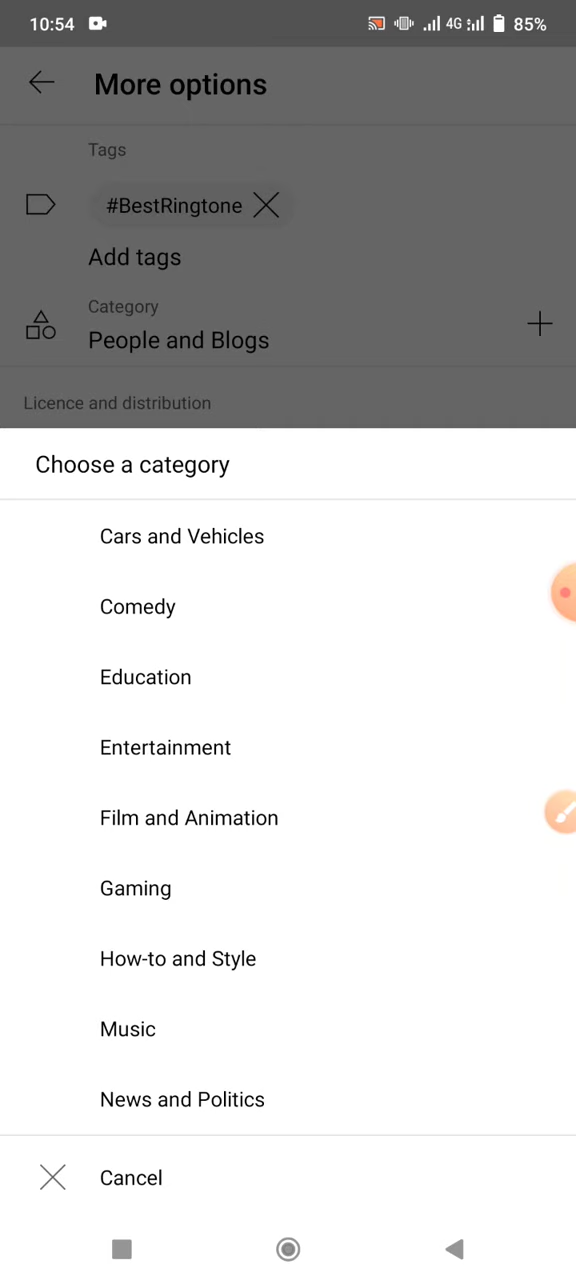 10:54 4G 85%
More options
Tags
#BestRingtone
Add tags
Category
People and Blogs
Licence and distribution
Choose a category
Cars and Vehicles
Comedy
Education
Entertainment
Film and Animation
Gaming
How-to and Style
Music
News and Politics
Cancel